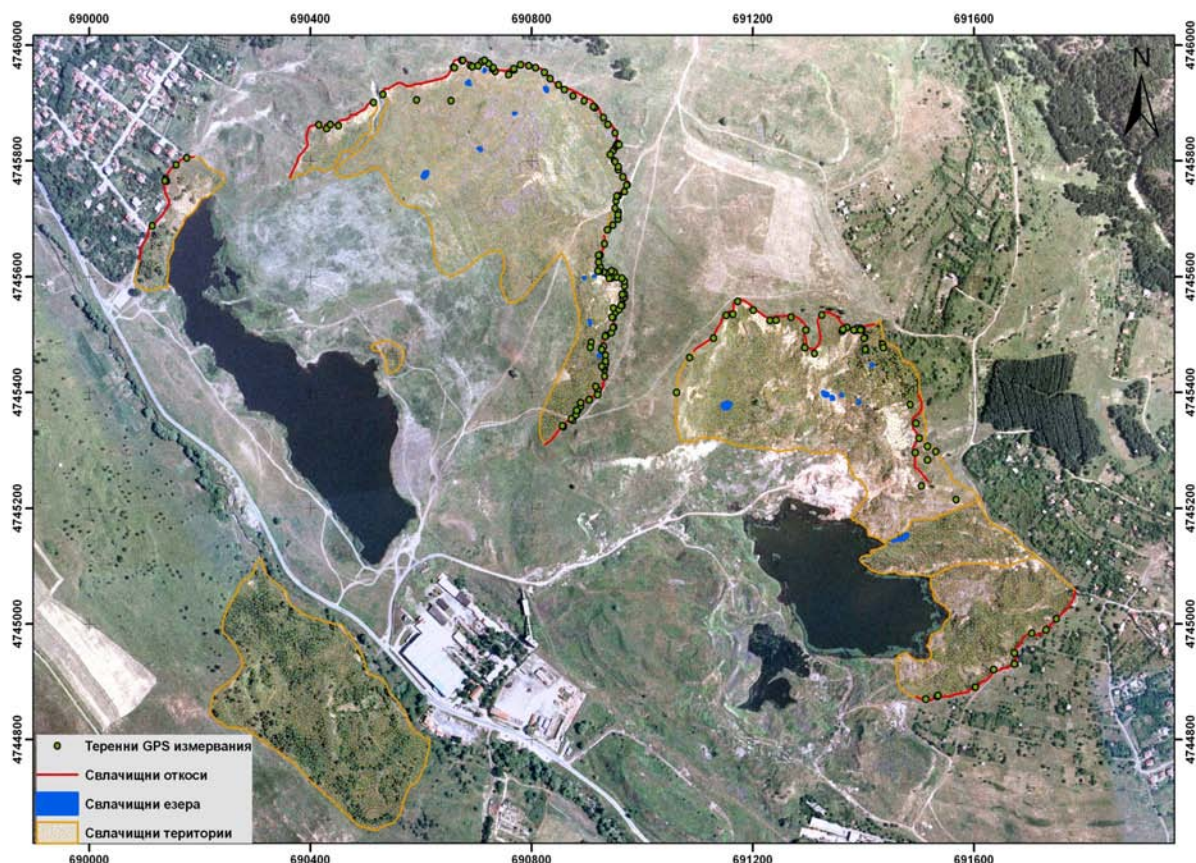 690000 690400 690800 691200 691600
4746000 4746000
N
4745800 4745800
4745600 4745600
4745400 4745400
4745200 4745200
4745000 4745000
4744800 4744800
Теренни GPS измервания
Свлачищни откоси
Свлачищни езера
Свлачищни територии
690000 690400 690800 691200 691600